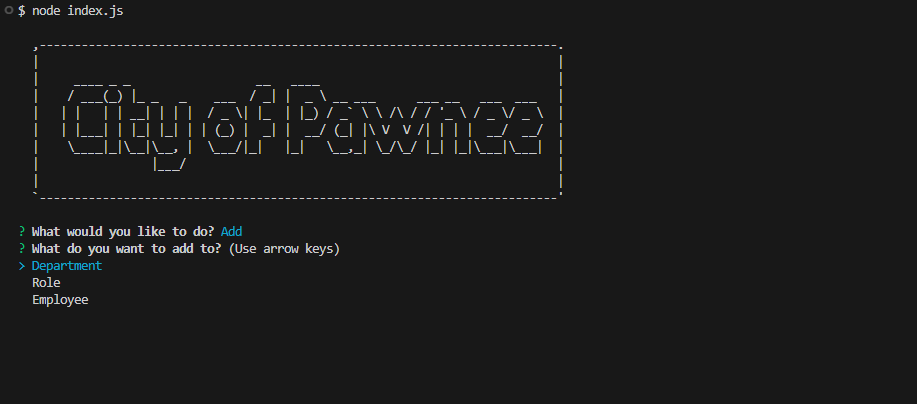 $ node index.js
City of Pawnee
? What would you like to do? Add
? What do you want to add to? (Use arrow keys)
> Department
Role
Employee